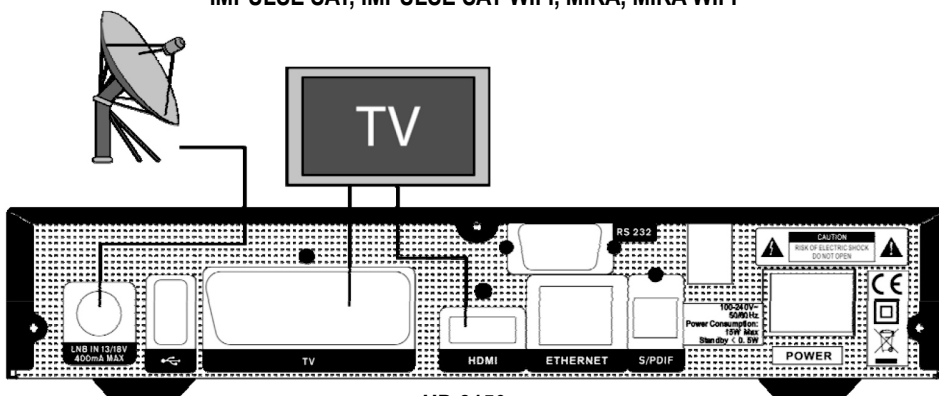 IMPULSE SAT, IMPULSE SAT WIFI, MIRA, MIRA WIFI
TV
RS 232
CAUTION
RISK OF ELECTRIC SHOCK
DO NOT OPEN
100-240V~
50/60Hz
Power Consumption:
15W Max
Standby < 0.5W
LNB IN 13/18V
400mA MAX
TV
HDMI
ETHERNET
S/PDIF
POWER
CE